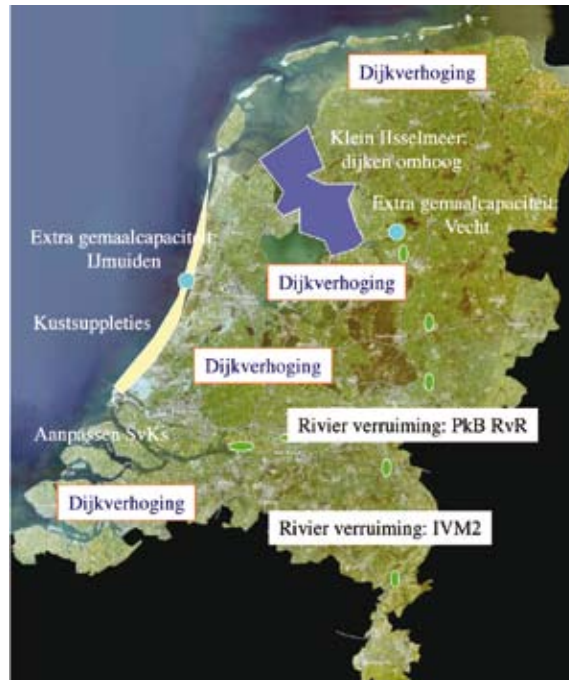 Dijkverhoging
Klein IJsselmeer:
dijken omhoog
Extra gemaalcapaciteit:
Vecht
Extra gemaalcapaciteit:
IJmuiden
Dijkverhoging
Kustsuppleties
Dijkverhoging
Rivier verruiming: PkB RvR
Aanpassen SvKs
Dijkverhoging
Rivier verruiming: IVM2